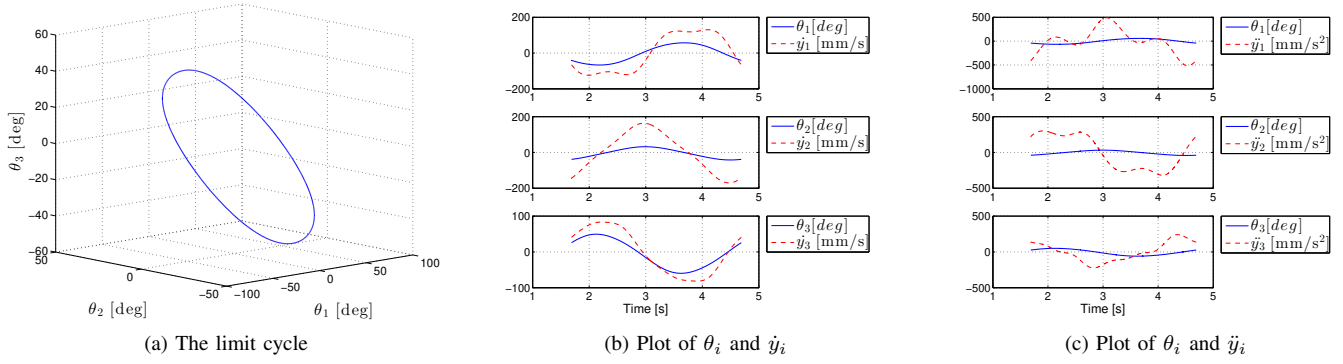 60
40
20
0
−20
−40
−60
50
0
−50
−100
−50
0
50
100
θ3 [deg]
θ2 [deg]
θ1 [deg]
(a) The limit cycle
200
0
−200
1 2 3 4 5
θ1[deg]
ẏ1 [mm/s]
200
0
−200
1 2 3 4 5
θ2[deg]
ẏ2 [mm/s]
100
0
−100
1 2 3 4 5
Time [s]
θ3[deg]
ẏ3 [mm/s]
(b) Plot of θi and ẏi
500
0
−500
−1000
1 2 3 4 5
θ1[deg]
ÿ1 [mm/s²]
500
0
−500
1 2 3 4 5
θ2[deg]
ÿ2 [mm/s²]
500
0
−500
1 2 3 4 5
Time [s]
θ3[deg]
ÿ3 [mm/s²]
(c) Plot of θi and ÿi